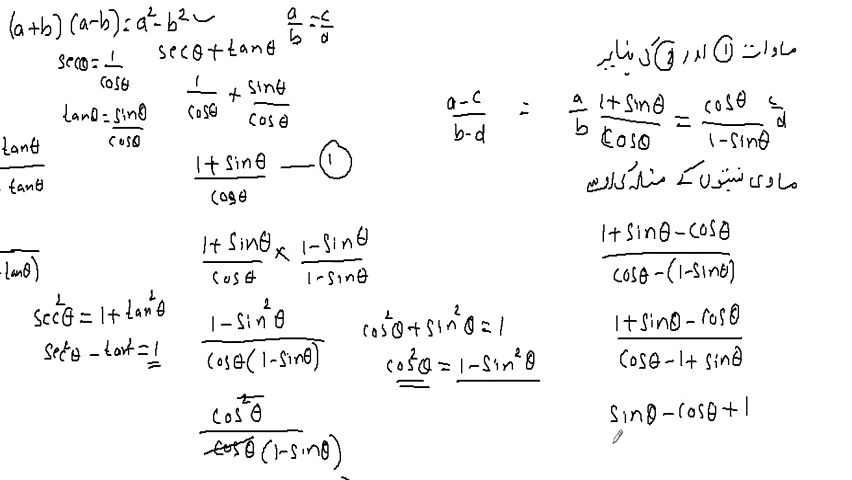 (a+b)(a-b)=a²-b² ✓
a/b = c/d
secθ = 1/cosθ
secθ + tanθ
tanθ = sinθ/cosθ
1/cosθ + sinθ/cosθ
tanθ
tanθ
1+sinθ/cosθ — ①
1+sinθ/cosθ × 1-sinθ/1-sinθ
tanθ)
sec²θ = 1+tan²θ
sec²θ - tan² = 1
1-sin²θ/cosθ(1-sinθ)
cos²θ+sin²θ=1
cos²θ = 1-sin²θ
cos²θ/cosθ(1-sinθ)
مساوات ① اور ② کی بنا پر
a-c/b-d = a/b 1+sinθ/cosθ = cosθ/1-sinθ c/d
مساوی نسبتوں کے مسئلہ کی رو سے
1+sinθ-cosθ/cosθ-(1-sinθ)
1+sinθ-cosθ/cosθ-1+sinθ
sinθ-cosθ+1